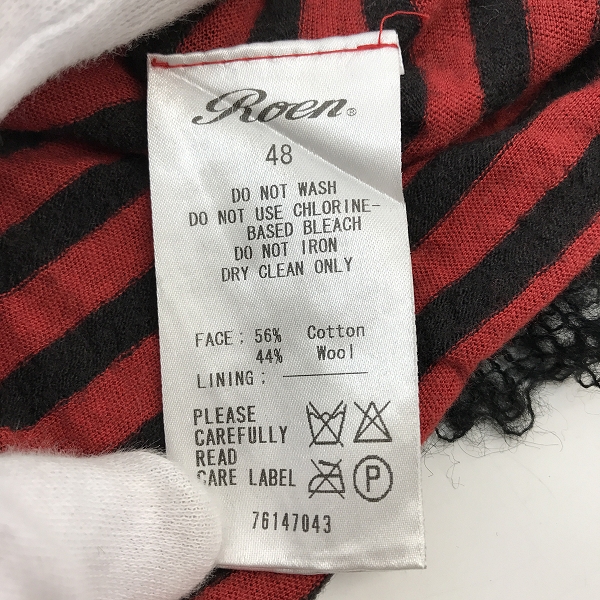 Roen®
48
DO NOT WASH
DO NOT USE CHLORINE-
BASED BLEACH
DO NOT IRON
DRY CLEAN ONLY
FACE: 56% Cotton
44% Wool
LINING:
PLEASE
CAREFULLY
READ
CARE LABEL
P
76147043